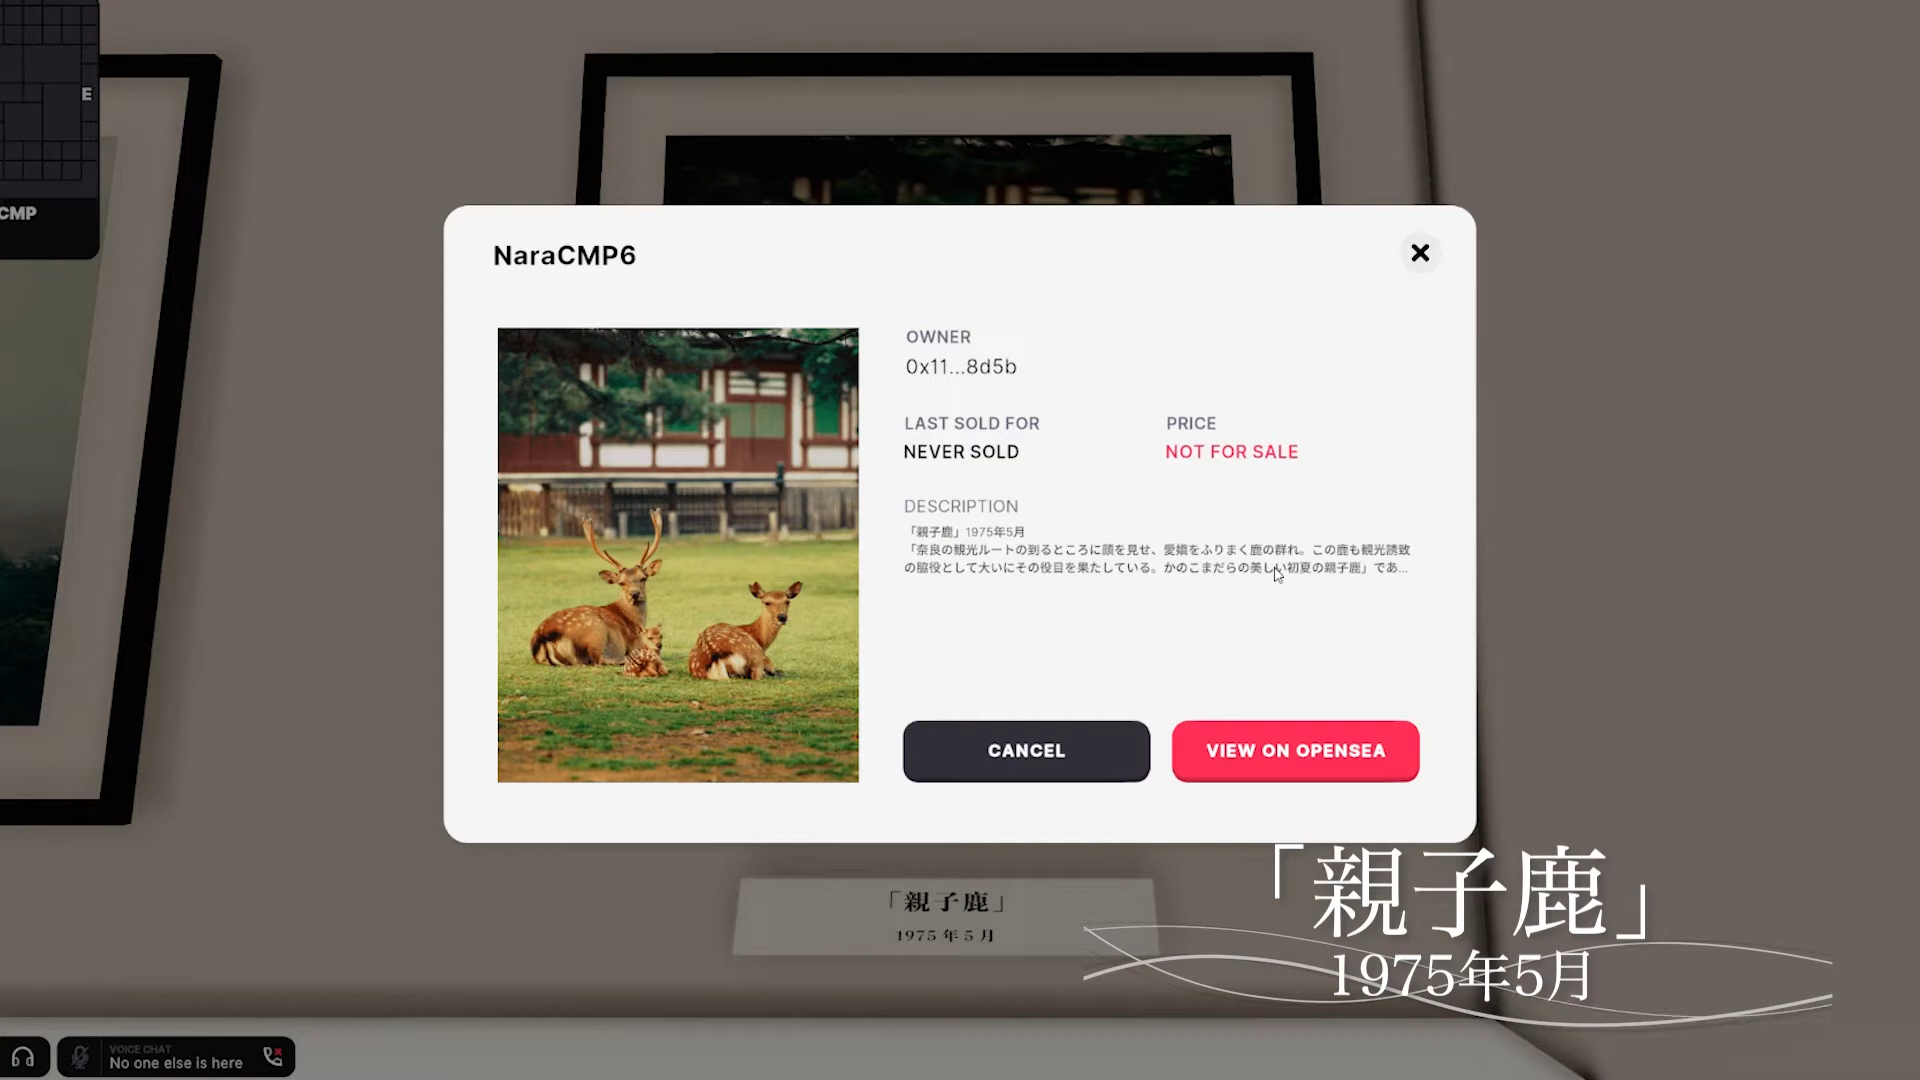 E
CMP
NaraCMP6
OWNER
0x11...8d5b
LAST SOLD FOR
NEVER SOLD
PRICE
NOT FOR SALE
DESCRIPTION
「親子鹿」1975年5月
「奈良の観光ルートの到るところに顔を見せ、愛嬌をふりまく鹿の群れ。この鹿も観光誘致
の脇役として大いにその役目を果たしている。かのこまだらの美しい初夏の親子鹿」であ...
CANCEL
VIEW ON OPENSEA
「親子鹿」
1975年5月
「親子鹿」
1975年5月
VOICE CHAT
No one else is here